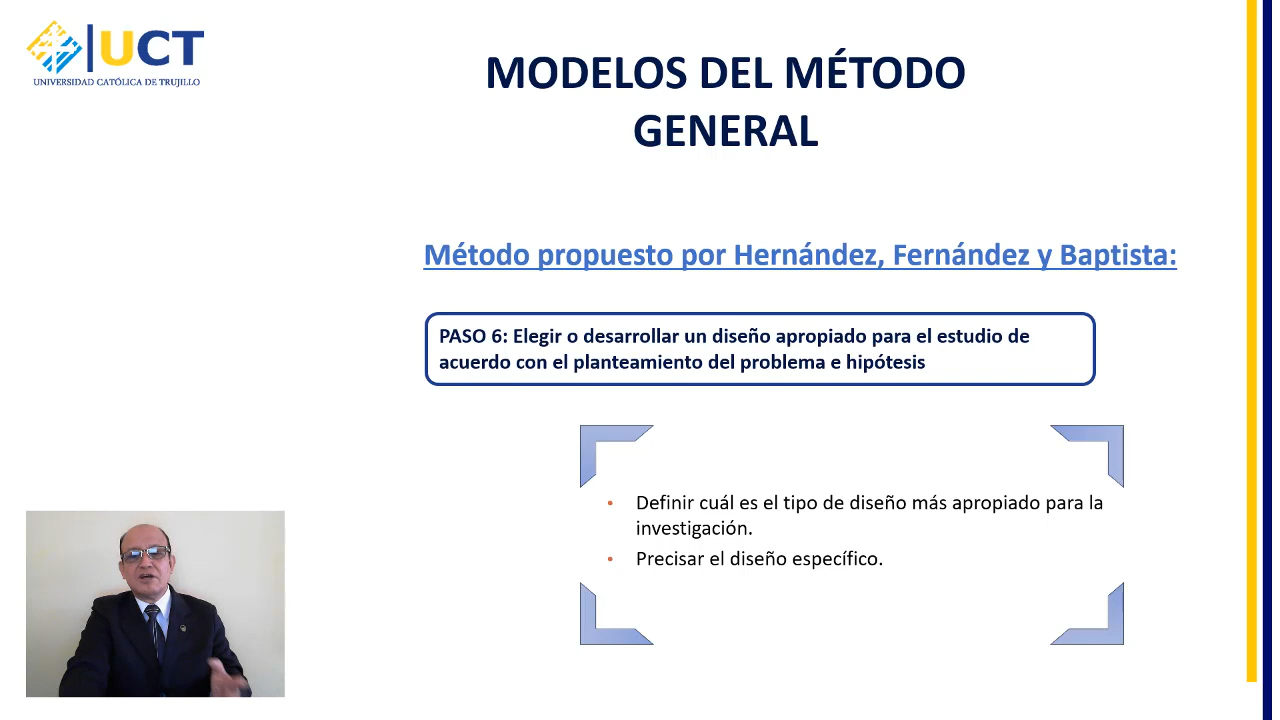 UCT
UNIVERSIDAD CATÓLICA DE TRUJILLO
MODELOS DEL MÉTODO
GENERAL
Método propuesto por Hernández, Fernández y Baptista:
PASO 6: Elegir o desarrollar un diseño apropiado para el estudio de
acuerdo con el planteamiento del problema e hipótesis
• Definir cuál es el tipo de diseño más apropiado para la
investigación.
• Precisar el diseño específico.